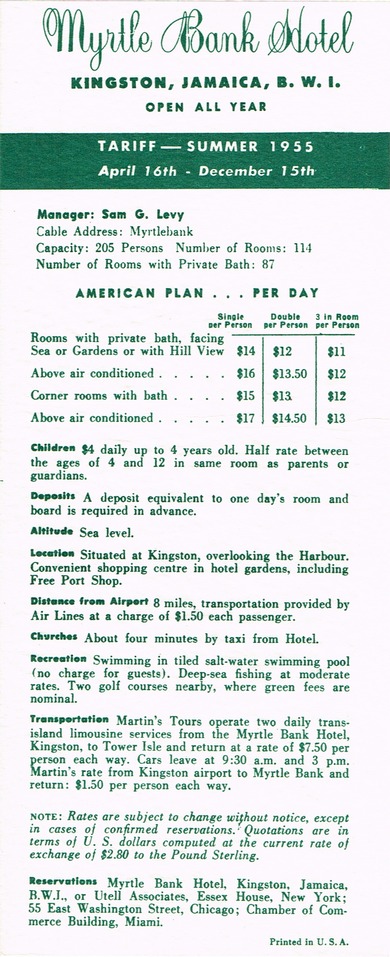 Myrtle Bank Hotel
KINGSTON, JAMAICA, B. W. I.
OPEN ALL YEAR
TARIFF — SUMMER 1955
April 16th - December 15th
Manager: Sam G. Levy
Cable Address: Myrtlebank
Capacity: 205 Persons Number of Rooms: 114
Number of Rooms with Private Bath: 87
AMERICAN PLAN . . . PER DAY
Single Double 3 in Room
per Person per Person per Person
Rooms with private bath, facing
Sea or Gardens or with Hill View $14 $12 $11
Above air conditioned . . . . . $16 $13.50 $12
Corner rooms with bath . . . . $15 $13 $12
Above air conditioned . . . . . $17 $14.50 $13
Children $4 daily up to 4 years old. Half rate between
the ages of 4 and 12 in same room as parents or
guardians.
Deposits A deposit equivalent to one day's room and
board is required in advance.
Altitude Sea level.
Location Situated at Kingston, overlooking the Harbour.
Convenient shopping centre in hotel gardens, including
Free Port Shop.
Distance from Airport 8 miles, transportation provided by
Air Lines at a charge of $1.50 each passenger.
Churches About four minutes by taxi from Hotel.
Recreation Swimming in tiled salt-water swimming pool
(no charge for guests). Deep-sea fishing at moderate
rates. Two golf courses nearby, where green fees are
nominal.
Transportation Martin's Tours operate two daily trans-
island limousine services from the Myrtle Bank Hotel,
Kingston, to Tower Isle and return at a rate of $7.50 per
person each way. Cars leave at 9:30 a.m. and 3 p.m.
Martin's rate from Kingston airport to Myrtle Bank and
return: $1.50 per person each way.
NOTE: Rates are subject to change without notice, except
in cases of confirmed reservations. Quotations are in
terms of U. S. dollars computed at the current rate of
exchange of $2.80 to the Pound Sterling.
Reservations Myrtle Bank Hotel, Kingston, Jamaica,
B.W.I., or Utell Associates, Essex House, New York;
55 East Washington Street, Chicago; Chamber of Com-
merce Building, Miami.
Printed in U. S. A.